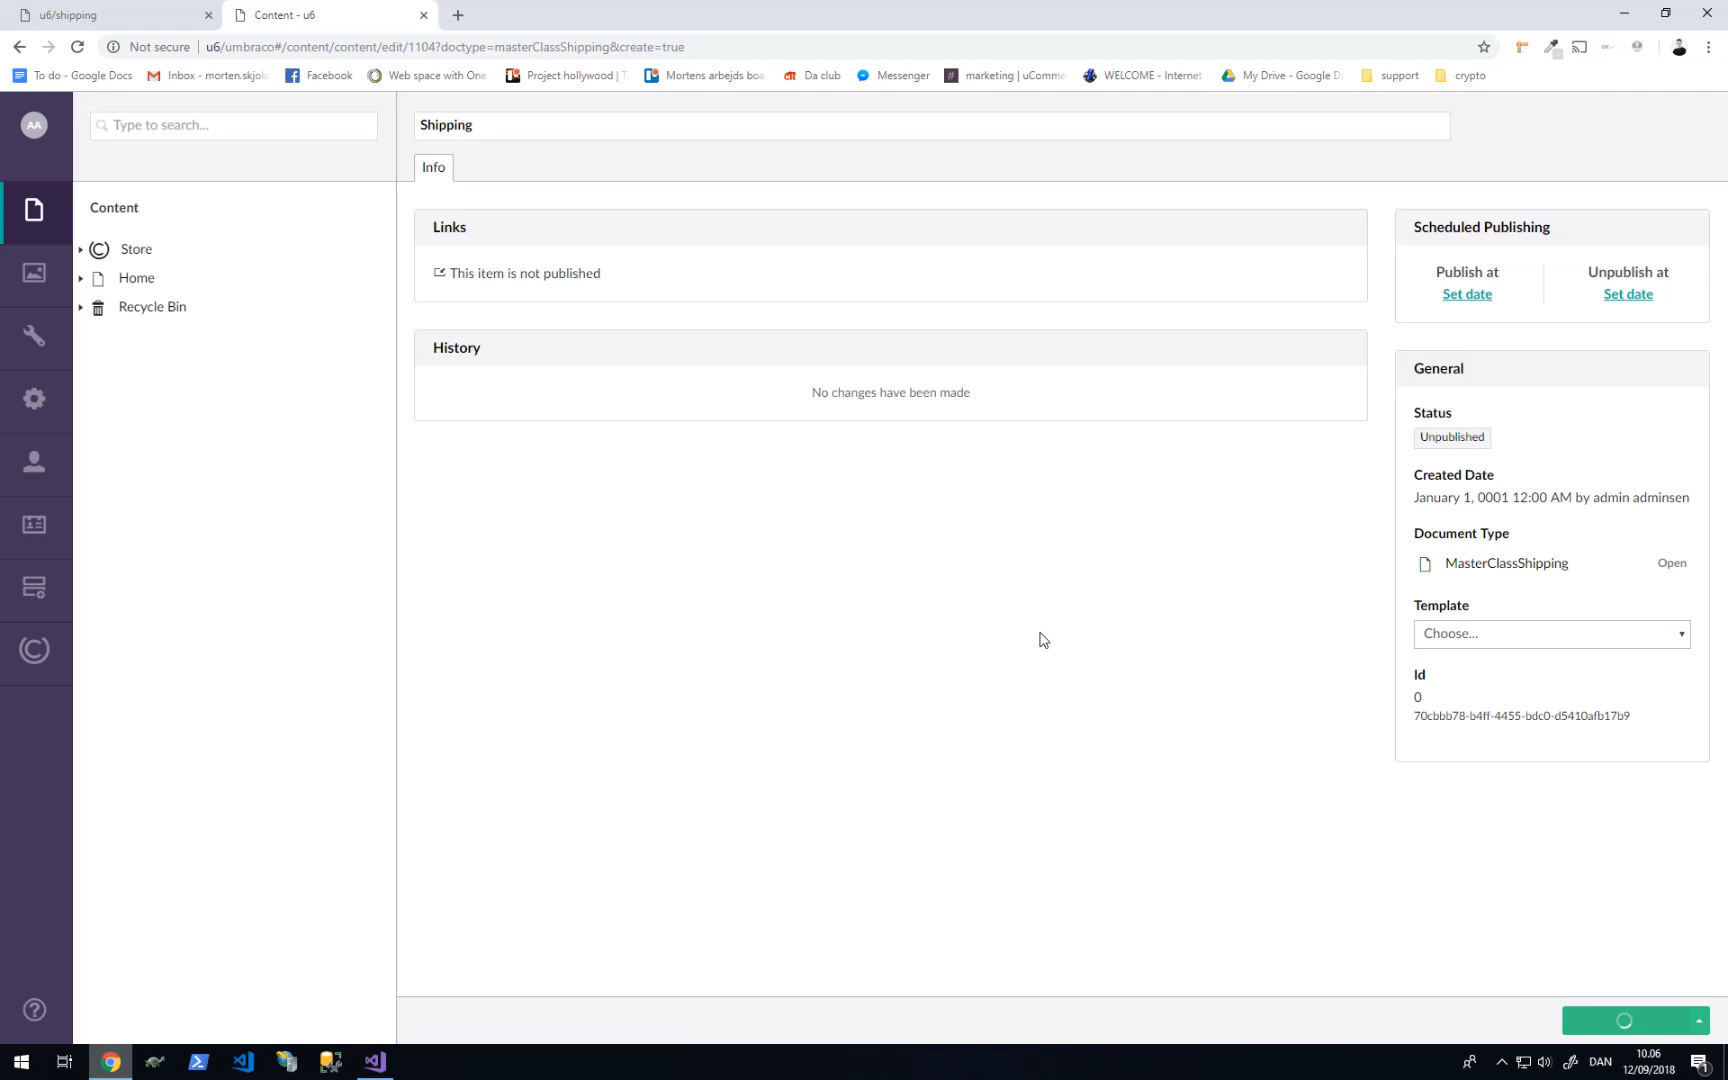 u6/shipping
Content - u6
Not secure
u6/umbraco#/content/content/edit/1104?doctype=masterClassShipping&create=true
To do - Google Docs
Inbox - morten.skjold
Facebook
Web space with One.
Project hollywood | T
Mortens arbejds boa
Da club
Messenger
marketing | uComme
WELCOME - Internet
My Drive - Google D
support
crypto
AA
Type to search...
Shipping
Info
Content
Store
Home
Recycle Bin
Links
This item is not published
History
No changes have been made
Scheduled Publishing
Publish at
Set date
Unpublish at
Set date
General
Status
Unpublished
Created Date
January 1, 0001 12:00 AM by admin adminsen
Document Type
MasterClassShipping
Open
Template
Choose...
Id
0
70cbbb78-b4ff-4455-bdc0-d5410afb17b9
DAN
10.06
12/09/2018
1